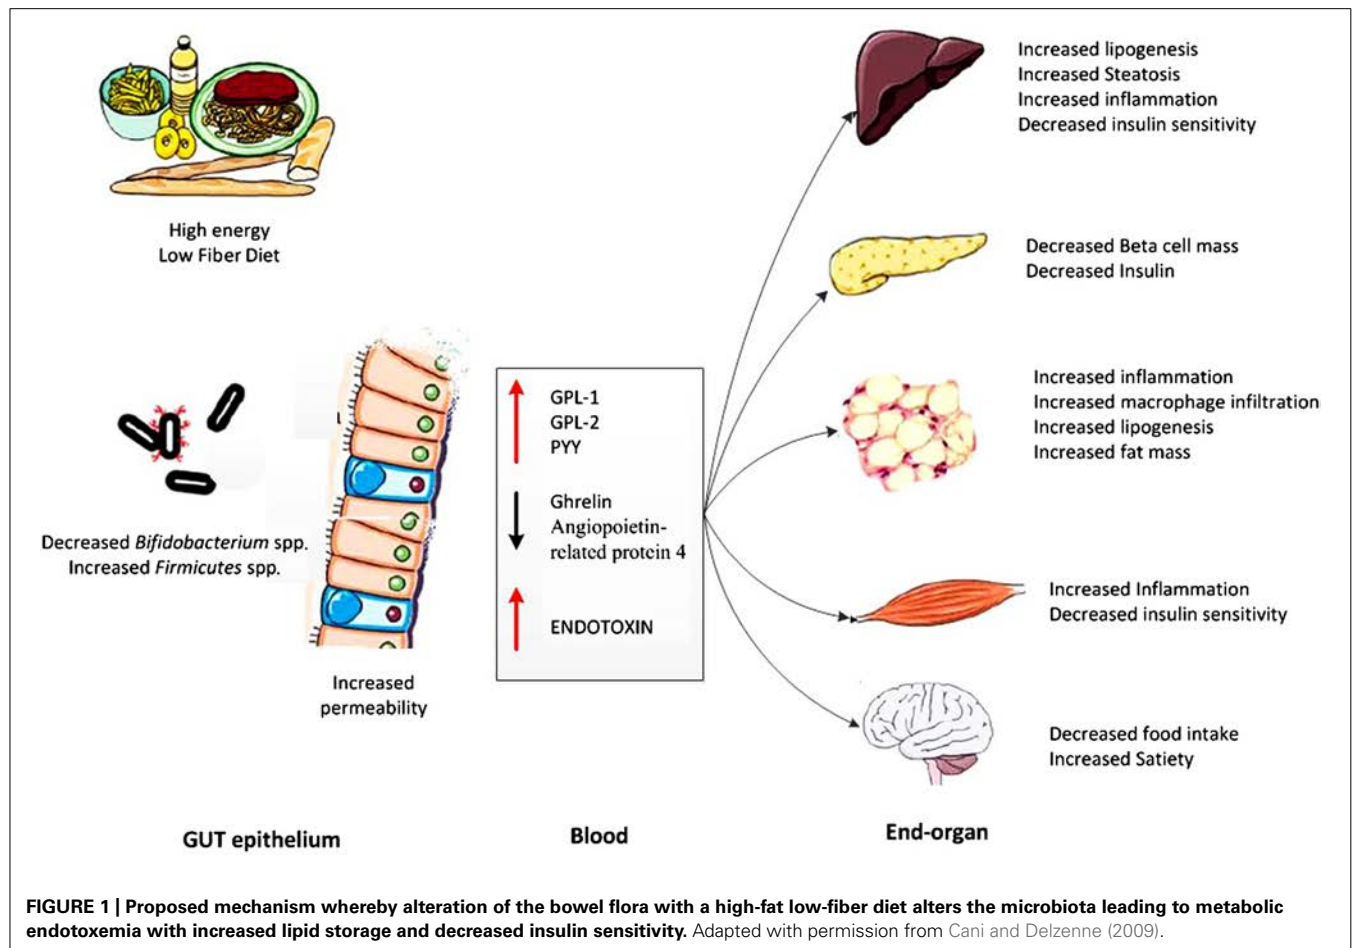 High energy
Low Fiber Diet
Decreased Bifidobacterium spp.
Increased Firmicutes spp.
Increased
permeability
GPL-1
GPL-2
PYY
Ghrelin
Angiopoietin-
related protein 4
ENDOTOXIN
Increased lipogenesis
Increased Steatosis
Increased inflammation
Decreased insulin sensitivity
Decreased Beta cell mass
Decreased Insulin
Increased inflammation
Increased macrophage infiltration
Increased lipogenesis
Increased fat mass
Increased Inflammation
Decreased insulin sensitivity
Decreased food intake
Increased Satiety
GUT epithelium
Blood
End-organ
FIGURE 1 | Proposed mechanism whereby alteration of the bowel flora with a high-fat low-fiber diet alters the microbiota leading to metabolic
endotoxemia with increased lipid storage and decreased insulin sensitivity. Adapted with permission from Cani and Delzenne (2009).